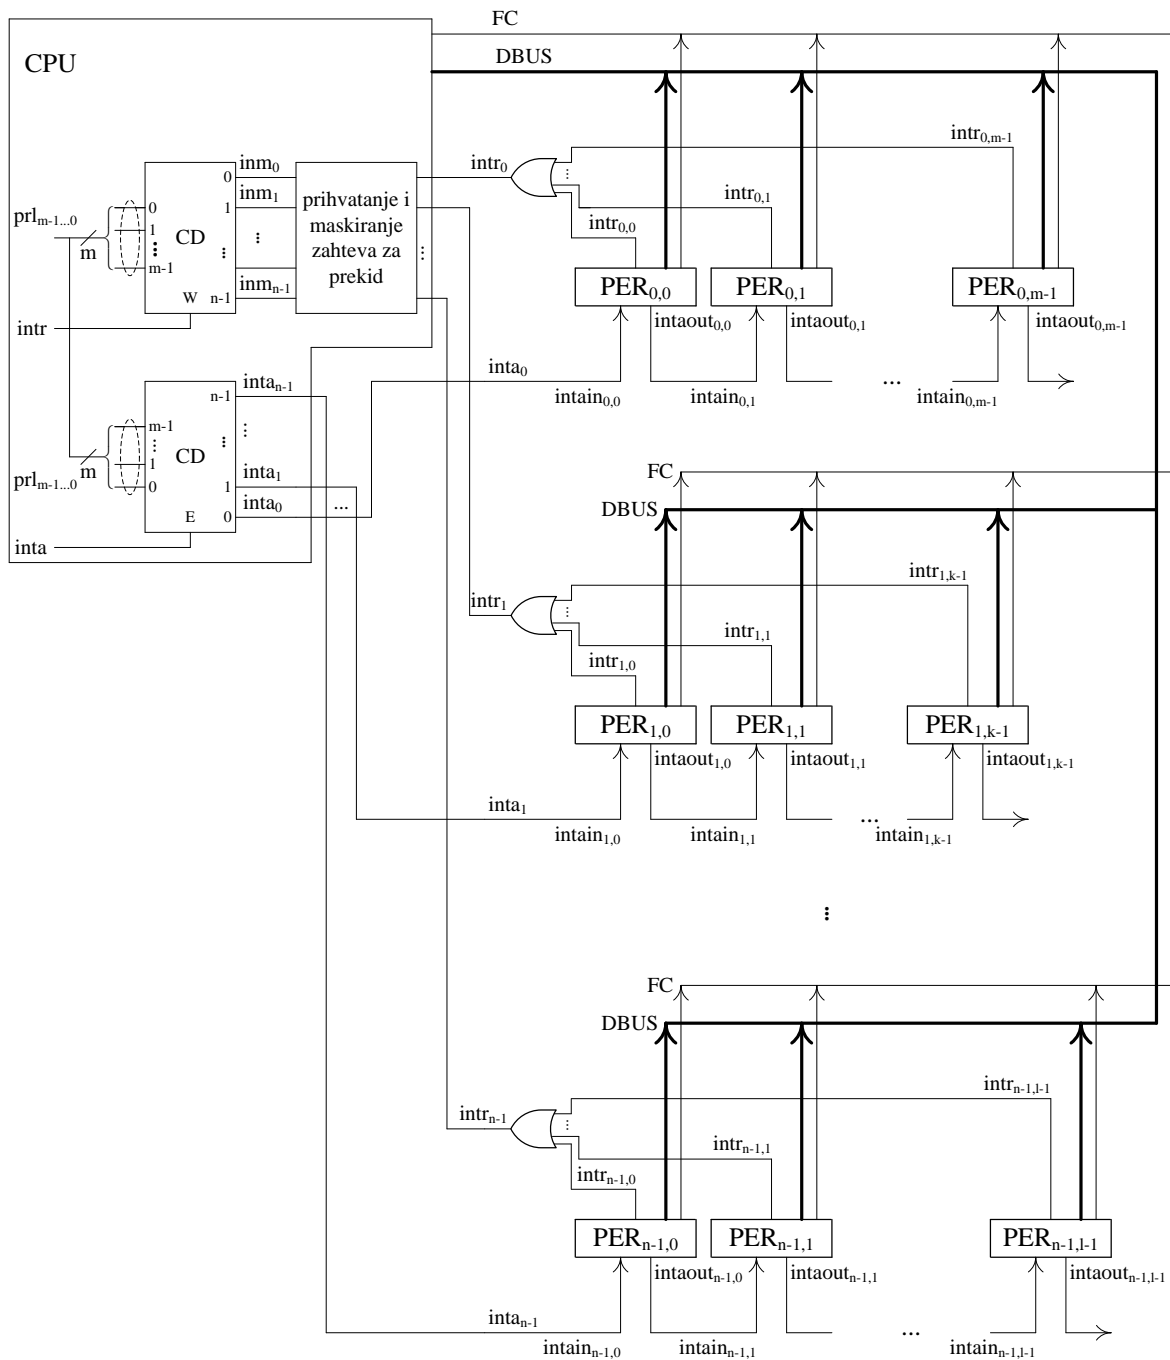 FC
DBUS
CPU
inm0
intr0
intr0,m-1
0
inm1
prihvatanje i
maskiranje
zahteva za
prekid
intr0,1
prlm-1...0
0
1
1
CD
...
intr0,0
m
m-1
inmn-1
PER0,0
PER0,1
PER0,m-1
W
n-1
intr
intaout0,0
intaout0,1
intaout0,m-1
inta0
intan-1
n-1
intain0,0
intain0,1
...
intain0,m-1
m-1
...
CD
m
1
prlm-1...0
0
inta1
1
inta0
...
E
0
inta
FC
DBUS
intr1
intr1,k-1
intr1,1
intr1,0
PER1,0
PER1,1
PER1,k-1
intaout1,0
intaout1,1
intaout1,k-1
inta1
intain1,0
intain1,1
...
intain1,k-1
...
FC
DBUS
intrn-1
intrn-1,l-1
intrn-1,1
intrn-1,0
PERn-1,0
PERn-1,1
PERn-1,l-1
intaoutn-1,0
intaoutn-1,1
intaoutn-1,l-1
intan-1
intainn-1,0
intainn-1,1
...
intainn-1,l-1